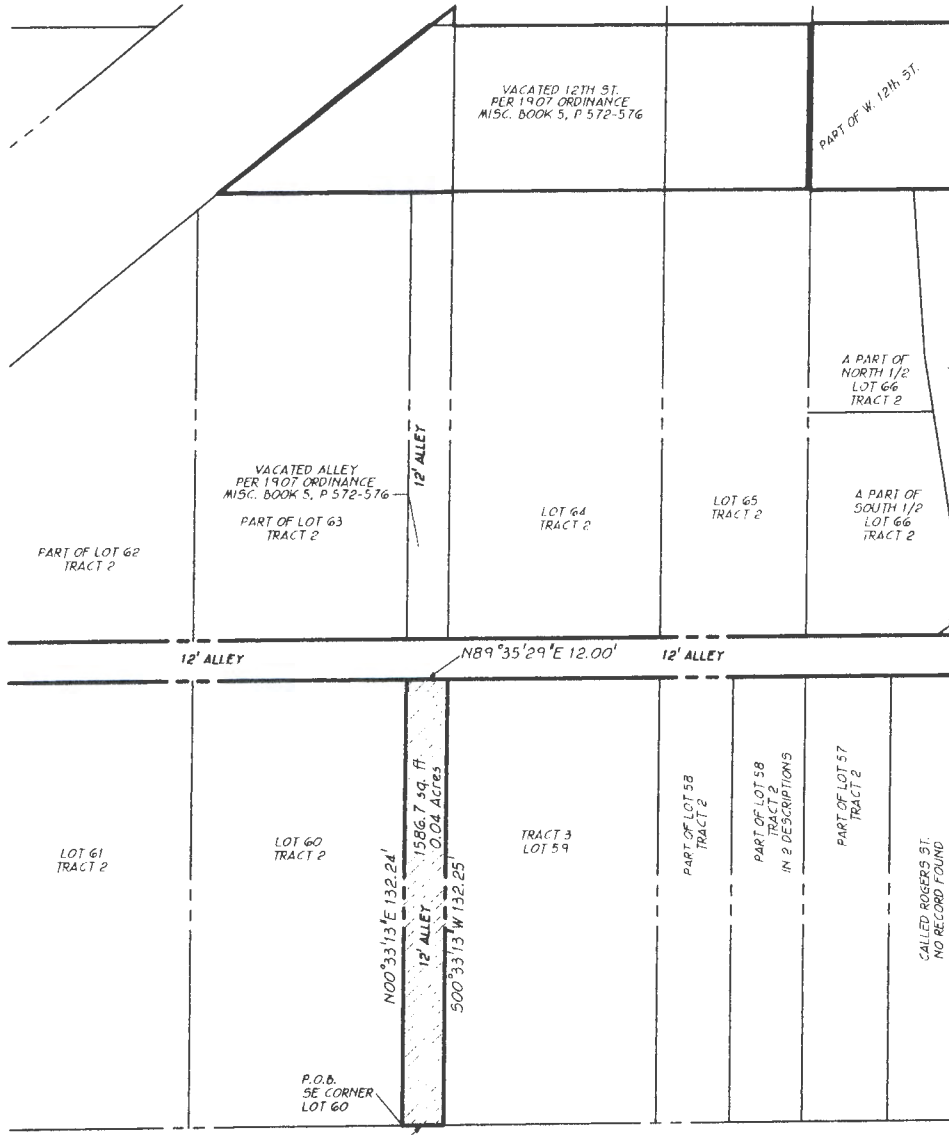 VACATED 12TH ST.
PER 1907 ORDINANCE
MISC. BOOK 5, P 572-576
PART OF W. 12th ST.
A PART OF
NORTH 1/2
LOT 66
TRACT 2
12' ALLEY
VACATED ALLEY
PER 1907 ORDINANCE
MISC. BOOK 5, P 572-576
PART OF LOT 63
TRACT 2
LOT 64
TRACT 2
LOT 65
TRACT 2
A PART OF
SOUTH 1/2
LOT 66
TRACT 2
PART OF LOT 62
TRACT 2
12' ALLEY
N89°35'29"E 12.00'
12' ALLEY
LOT 61
TRACT 2
LOT 60
TRACT 2
N00°33'13"E 132.24'
12' ALLEY
1586.7 sq. ft.
0.04 Acres
S00°33'13"W 132.25'
TRACT 3
LOT 59
PART OF LOT 58
TRACT 2
PART OF LOT 58
TRACT 2
IN 2 DESCRIPTIONS
PART OF LOT 57
TRACT 2
CALLED ROGERS ST.
NO RECORD FOUND
P.O.B.
SE CORNER
LOT 60